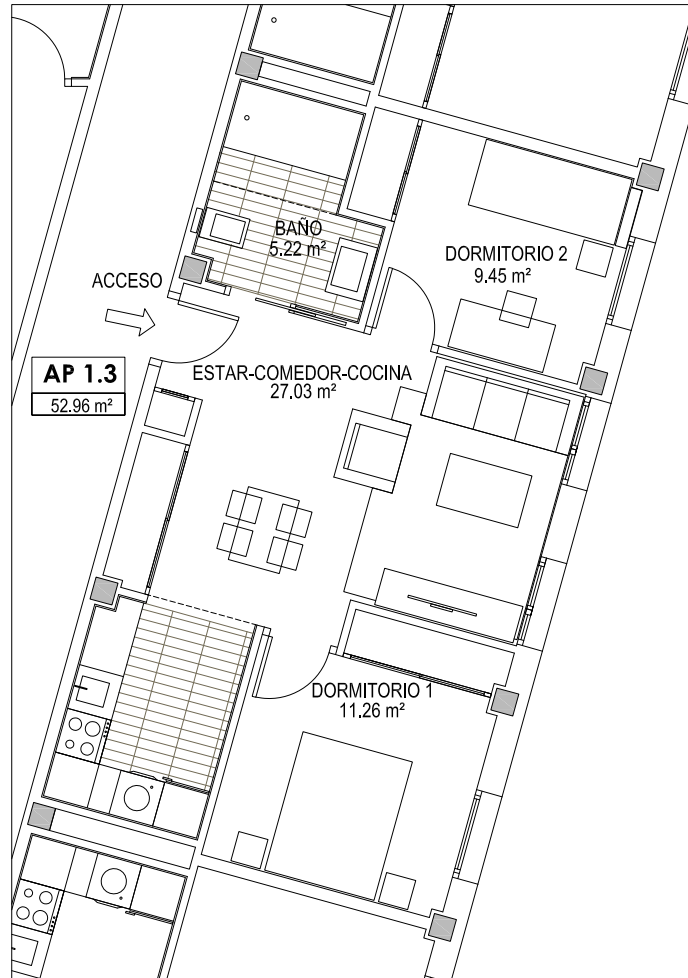 BAÑO
5.22 m²
DORMITORIO 2
9.45 m²
ACCESO
ESTAR-COMEDOR-COCINA
27.03 m²
AP 1.3
52.96 m²
DORMITORIO 1
11.26 m²